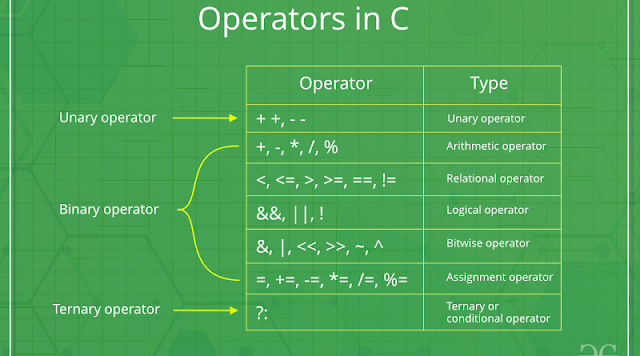 Operators in C
Operator Type
Unary operator + +, - - Unary operator
+, -, *, /, % Arithmetic operator
<, <=, >, >=, ==, != Relational operator
Binary operator &&, ||, ! Logical operator
&, |, <<, >>, ~, ^ Bitwise operator
=, +=, -=, *=, /=, %= Assignment operator
Ternary operator ?: Ternary or
conditional operator